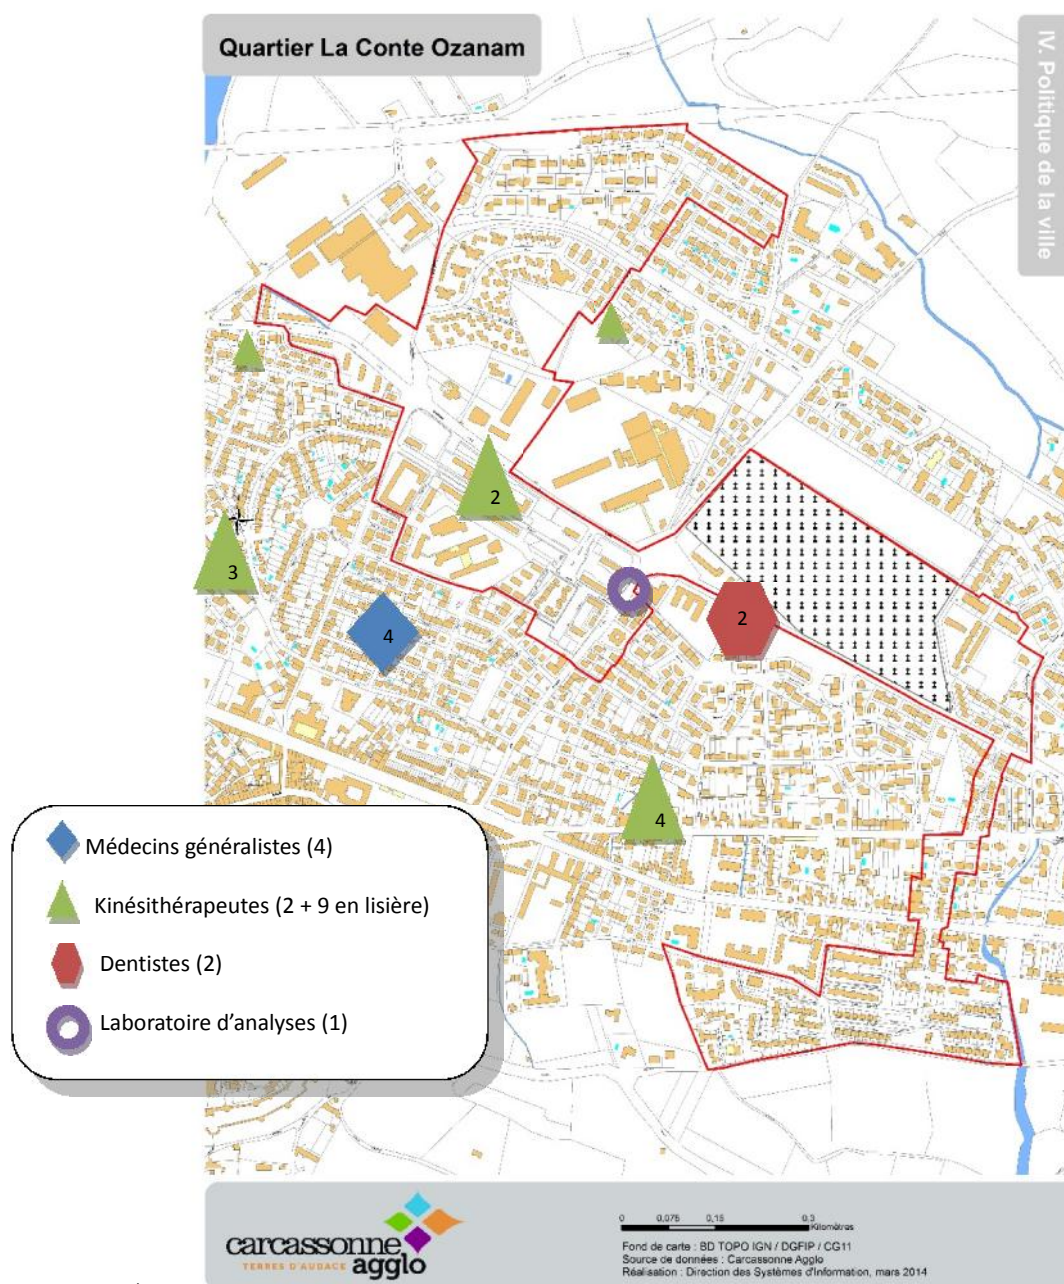 Quartier La Conte Ozanam
IV. Politique de la ville
2
3
4
2
4
Médecins généralistes (4)
Kinésithérapeutes (2 + 9 en lisière)
Dentistes (2)
Laboratoire d’analyses (1)
carcassonne
TERRES D'AUDACE agglo
0 0,075 0,15 0,3
Kilomètres
Fond de carte : BD TOPO IGN / DGFIP / CG11
Source de données : Carcassonne Agglo
Réalisation : Direction des Systèmes d'Information, mars 2014